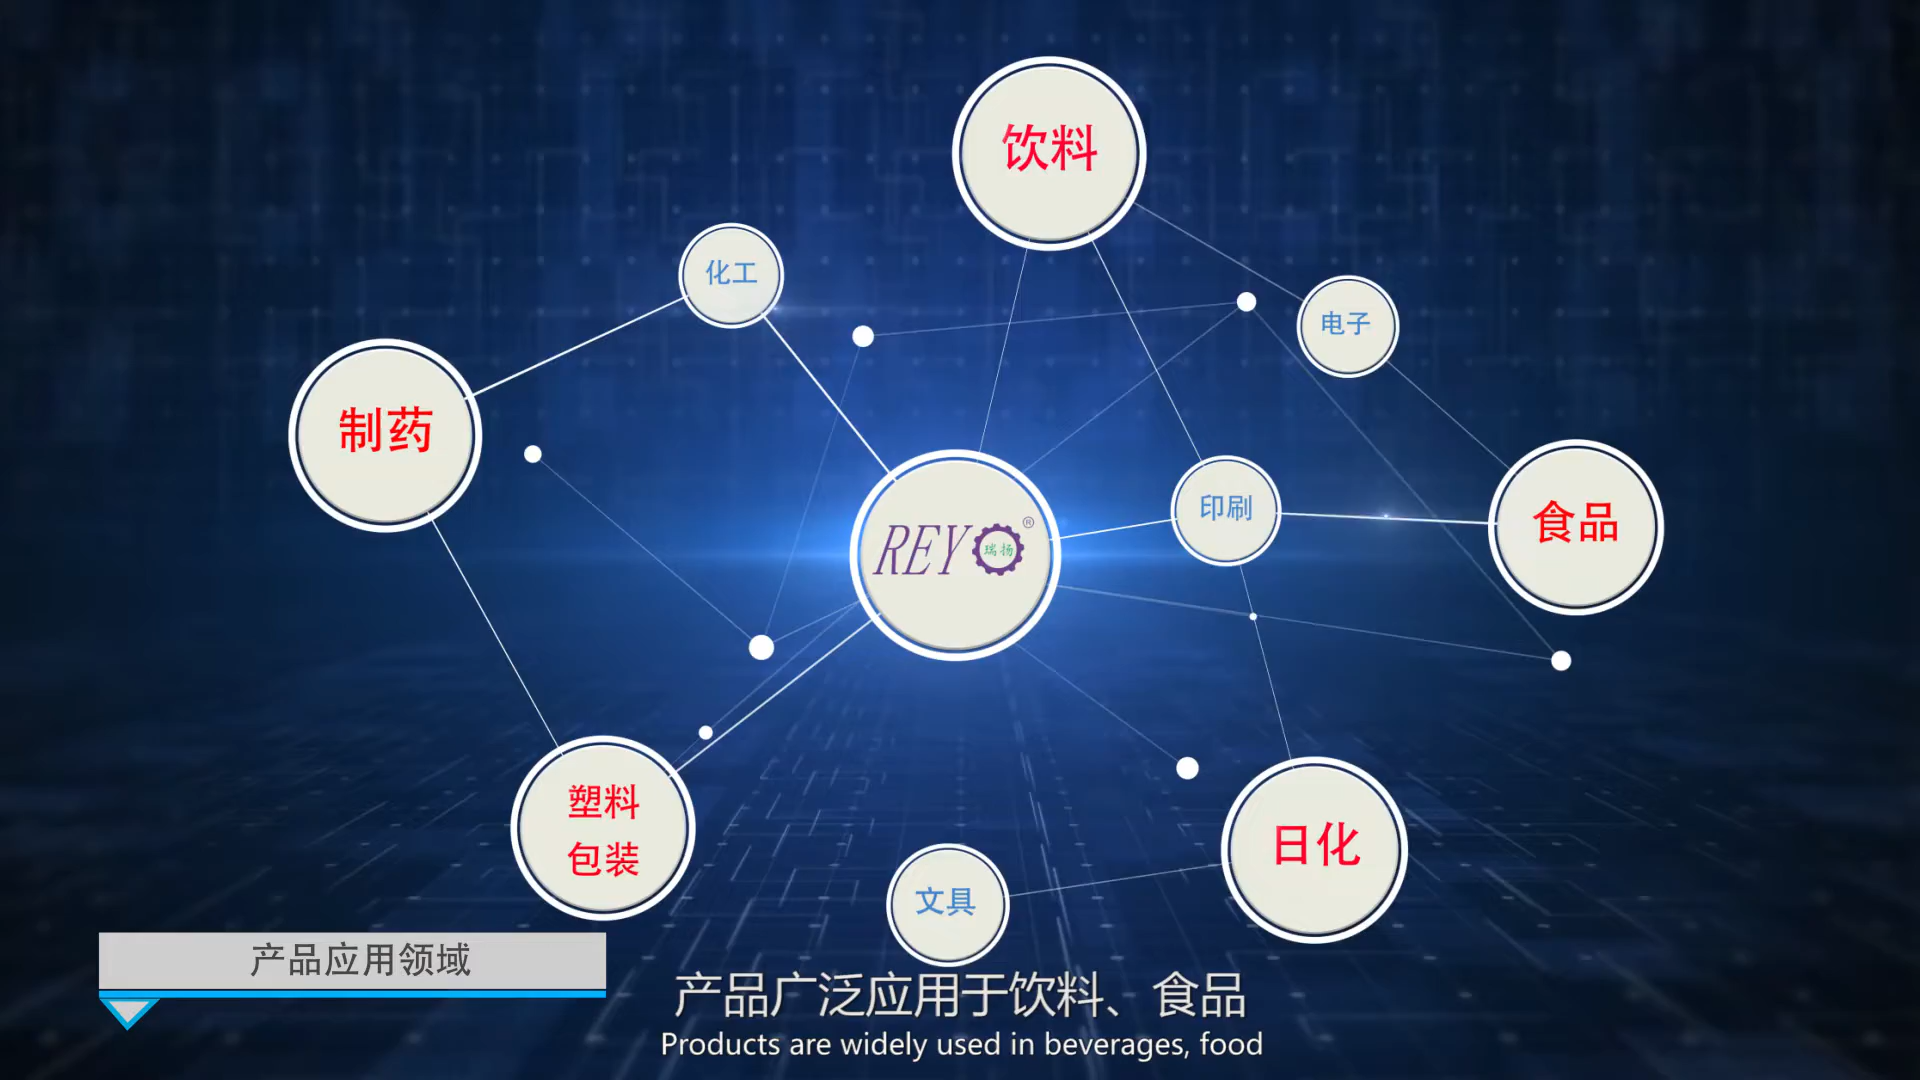 饮料
化工
电子
制药
印刷
食品
REYO®
瑞扬
塑料
包装
日化
文具
产品应用领域
产品广泛应用于饮料、食品
Products are widely used in beverages, food